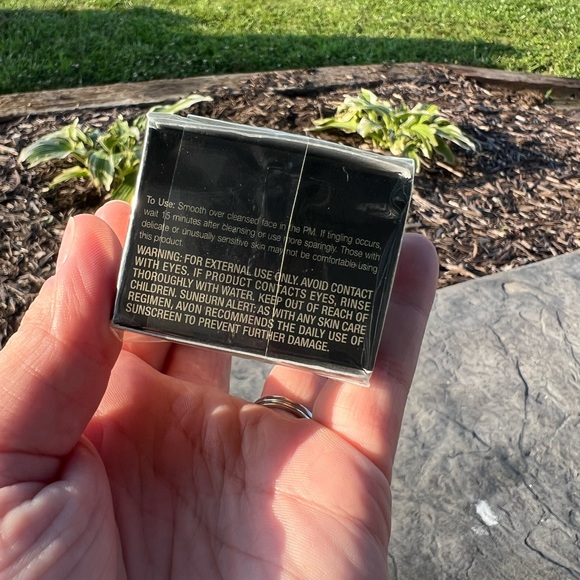 To Use: Smooth over cleansed face in the PM. If tingling occurs,
wait 15 minutes after cleansing or use more sparingly. Those with
delicate or unusually sensitive skin may not be comfortable using
this product.
WARNING: FOR EXTERNAL USE ONLY. AVOID CONTACT
WITH EYES. IF PRODUCT CONTACTS EYES, RINSE
THOROUGHLY WITH WATER. KEEP OUT OF REACH OF
CHILDREN. SUNBURN ALERT: AS WITH ANY SKIN CARE
REGIMEN, AVON RECOMMENDS THE DAILY USE OF
SUNSCREEN TO PREVENT FURTHER DAMAGE.